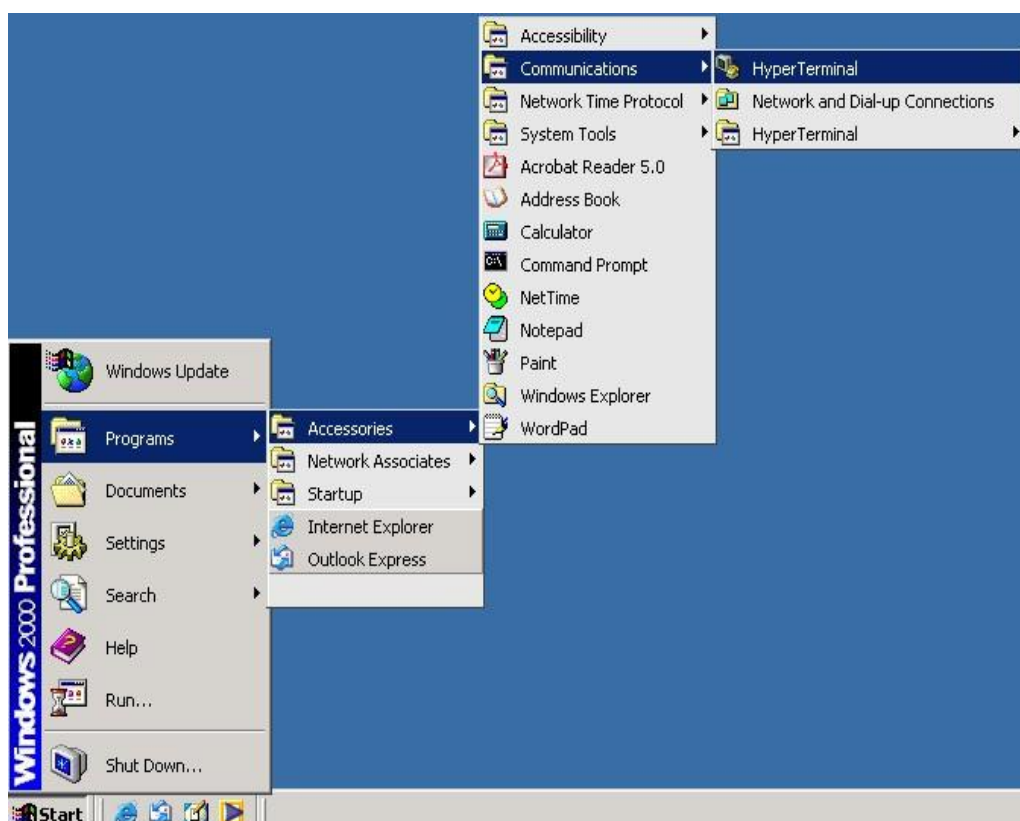 Accessibility
Communications
Network Time Protocol
System Tools
Acrobat Reader 5.0
Address Book
Calculator
Command Prompt
NetTime
Notepad
Paint
Windows Explorer
WordPad
HyperTerminal
Network and Dial-up Connections
HyperTerminal
Windows Update
Programs
Documents
Settings
Search
Help
Run...
Shut Down...
Accessories
Network Associates
Startup
Internet Explorer
Outlook Express
Windows 2000 Professional
Start